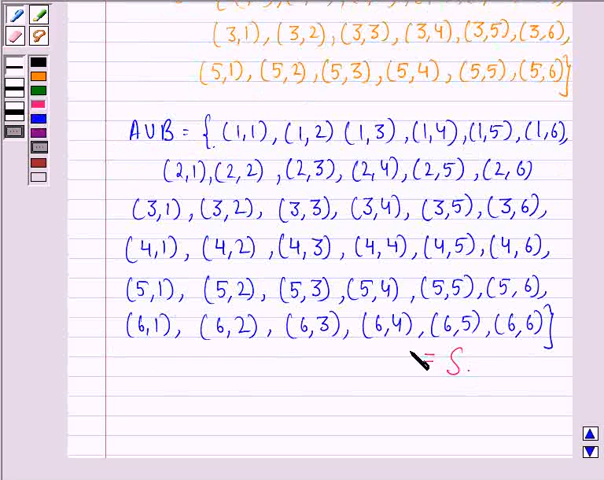 (3,1), (3,2), (3,3), (3,4), (3,5), (3,6),
(5,1), (5,2), (5,3), (5,4), (5,5), (5,6)}
AUB = { (1,1), (1,2) (1,3), (1,4), (1,5), (1,6),
(2,1), (2,2), (2,3), (2,4), (2,5), (2,6)
(3,1), (3,2), (3,3), (3,4), (3,5), (3,6),
(4,1), (4,2), (4,3), (4,4), (4,5), (4,6),
(5,1), (5,2), (5,3), (5,4), (5,5), (5,6),
(6,1), (6,2), (6,3), (6,4), (6,5), (6,6)}
= S.